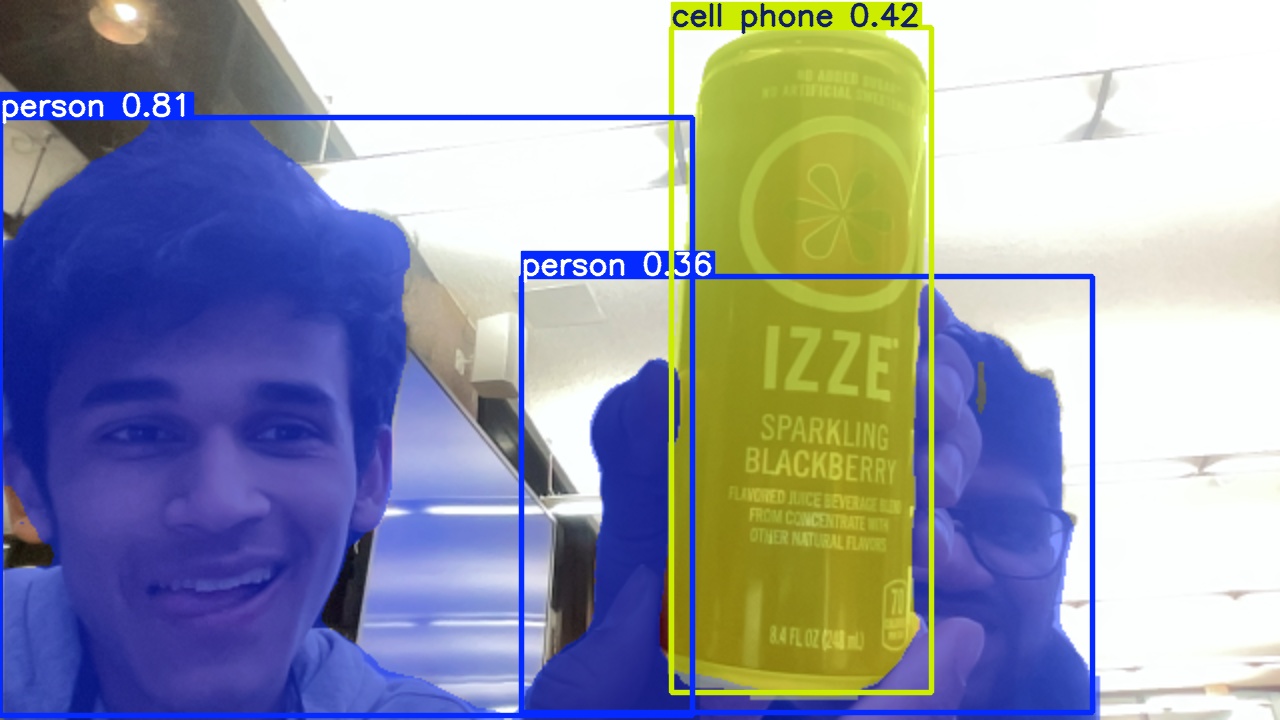 cell phone 0.42
person 0.81
person 0.36
NO ADDED SUGAR
NO ARTIFICIAL SWEETENERS
IZZE
SPARKLING
BLACKBERRY
FLAVORED JUICE BEVERAGE BLEND
FROM CONCENTRATE WITH
OTHER NATURAL FLAVORS
70
8.4 FL OZ (248 mL)